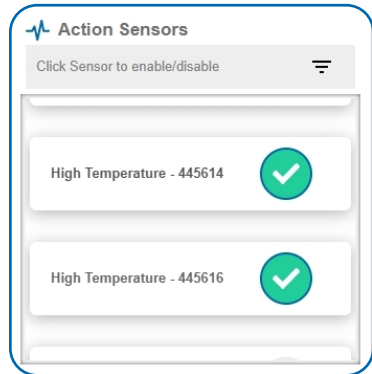 Action Sensors
Click Sensor to enable/disable
High Temperature - 445614
High Temperature - 445616